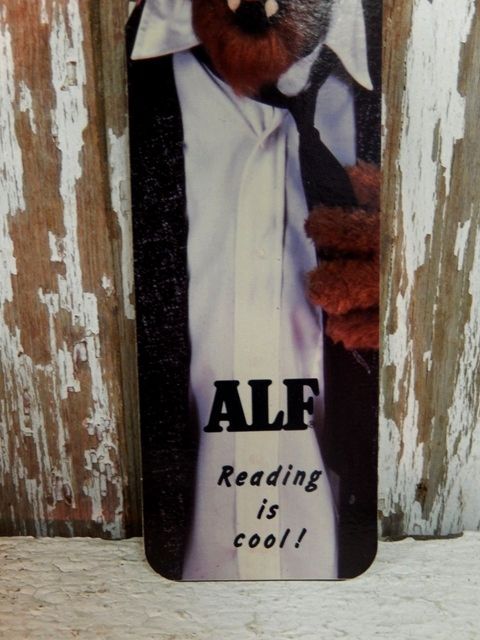 ALF
Reading
is
cool!